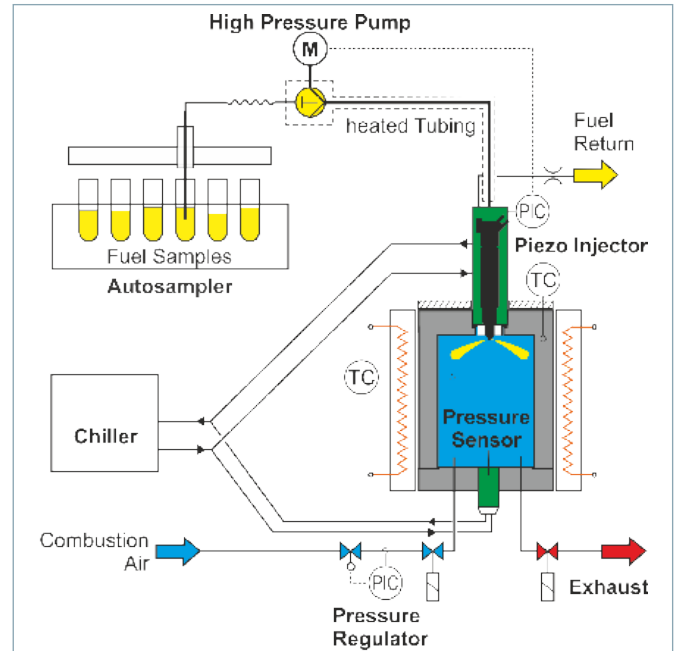 High Pressure Pump
M
heated Tubing
Fuel
Return
PIC
Piezo Injector
Fuel Samples
Autosampler
TC
TC
Chiller
Pressure
Sensor
Combustion
Air
PIC
Exhaust
Pressure
Regulator